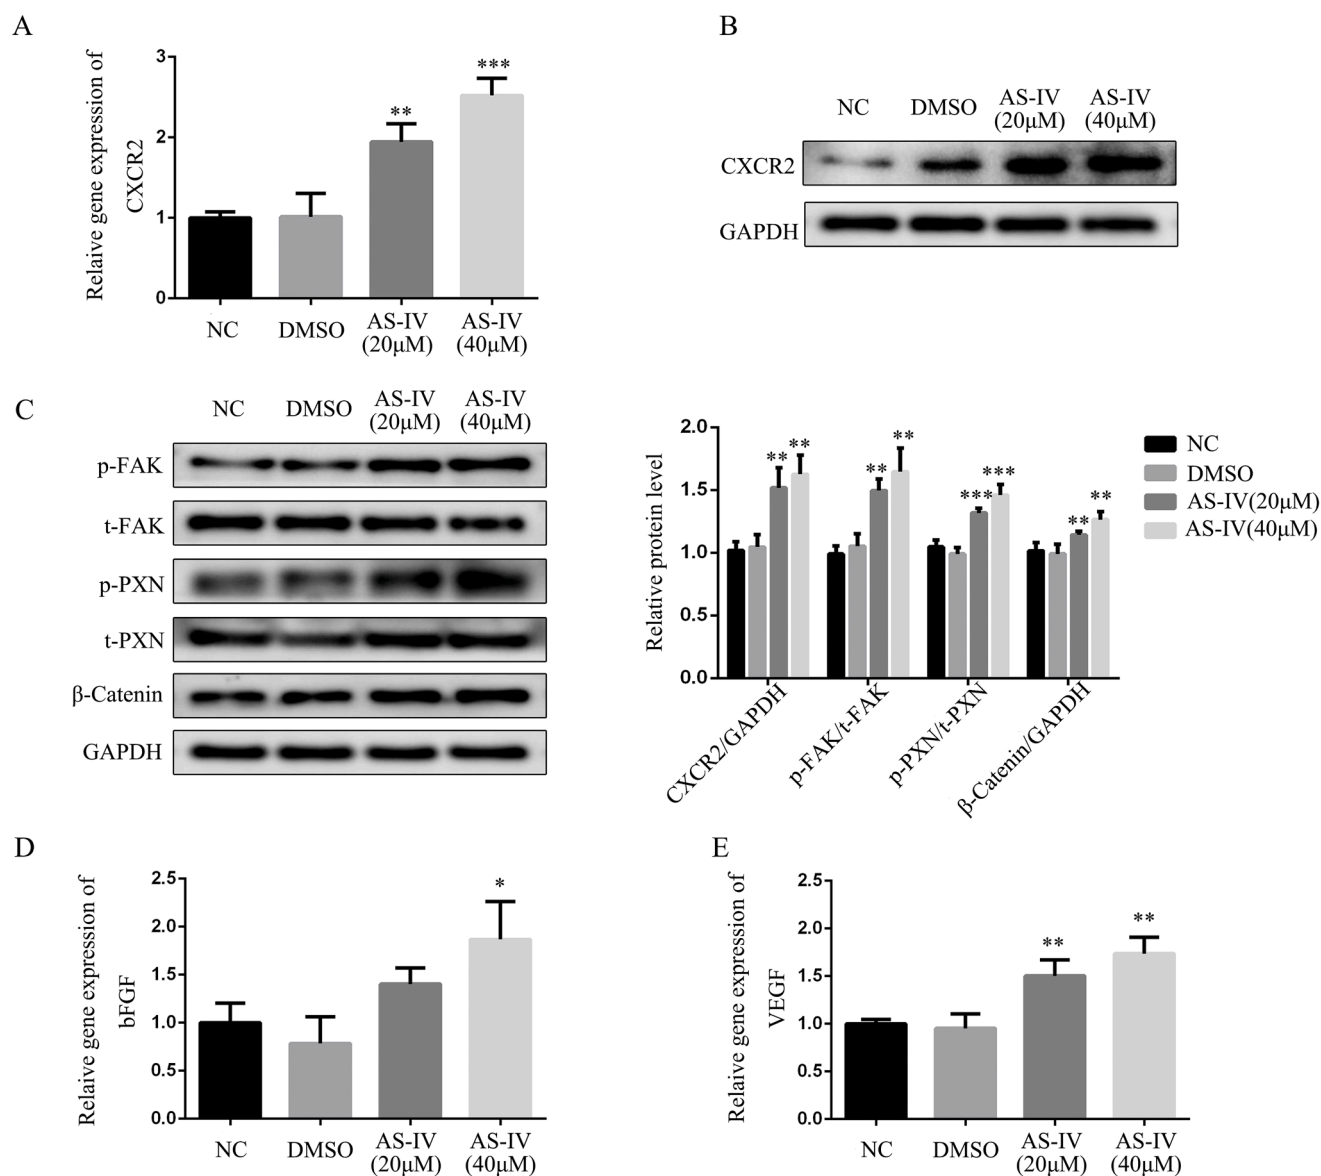 A
Relaive gene expression of
CXCR2
3
2
1
0
**
***
NC
DMSO
AS-IV
(20μM)
AS-IV
(40μM)
B
NC
DMSO
AS-IV
(20μM)
AS-IV
(40μM)
CXCR2
GAPDH
C
NC
DMSO
AS-IV
(20μM)
AS-IV
(40μM)
p-FAK
t-FAK
p-PXN
t-PXN
β-Catenin
GAPDH
Relative protein level
2.0
1.5
1.0
0.5
0.0
**
**
**
**
***
***
**
**
CXCR2/GAPDH
p-FAK/t-FAK
p-PXN/t-PXN
β-Catenin/GAPDH
NC
DMSO
AS-IV(20μM)
AS-IV(40μM)
D
Relaive gene expression of
bFGF
2.5
2.0
1.5
1.0
0.5
0.0
*
NC
DMSO
AS-IV
(20μM)
AS-IV
(40μM)
E
Relaive gene expression of
VEGF
2.5
2.0
1.5
1.0
0.5
0.0
**
**
NC
DMSO
AS-IV
(20μM)
AS-IV
(40μM)